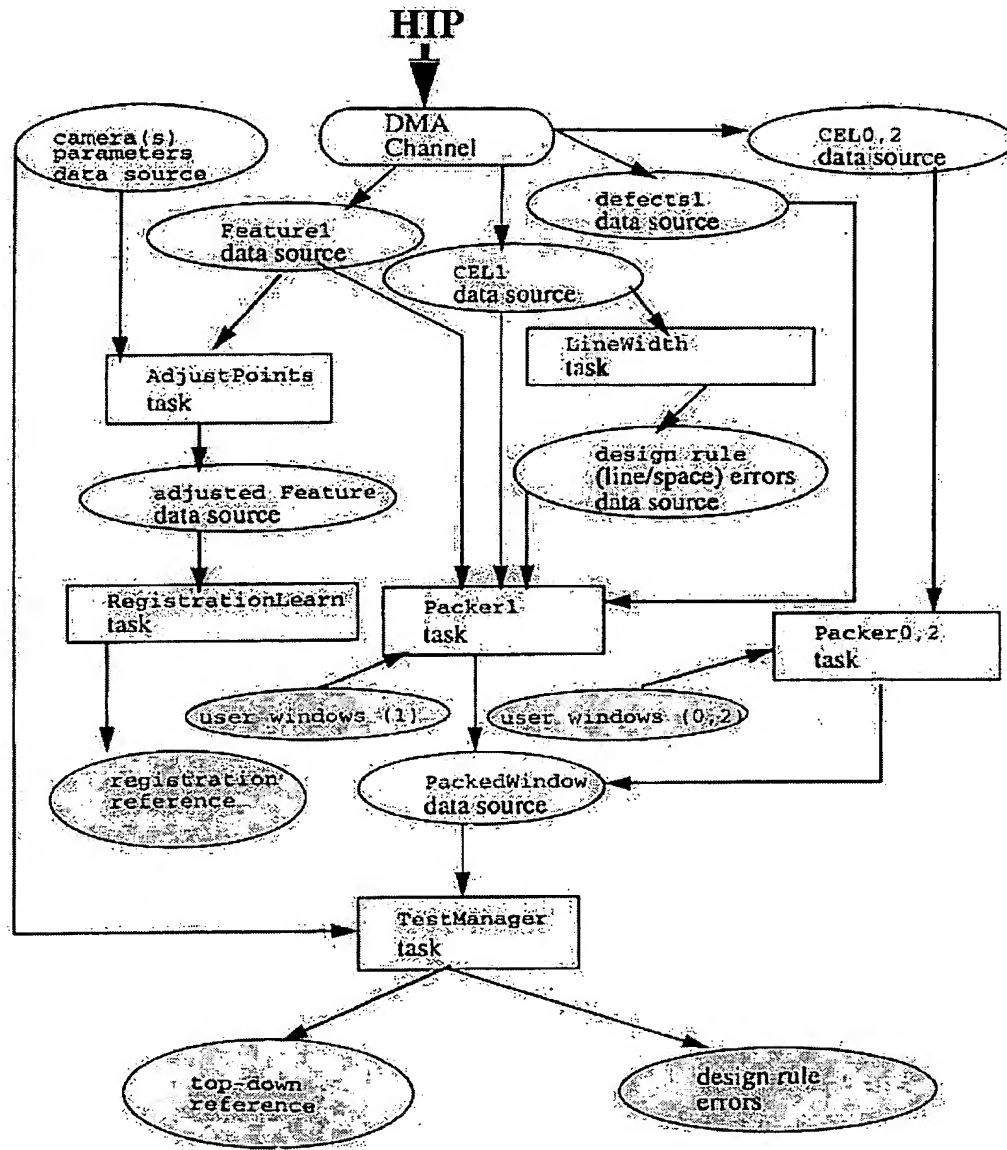 HIP
camera(s)
parameters
data source
DMA
Channel
CEL0,2
data source
Feature1
data source
defects1
data source
CEL1
data source
LineWidth
task
AdjustPoints
task
design rule
(line/space) errors
data source
adjusted Feature
data source
RegistrationLearn
task
Packer1
task
Packer0,2
task
user windows (1)
user windows (0,2)
registration
reference
PackedWindow
data source
TestManager
task
top-down
reference
design rule
errors